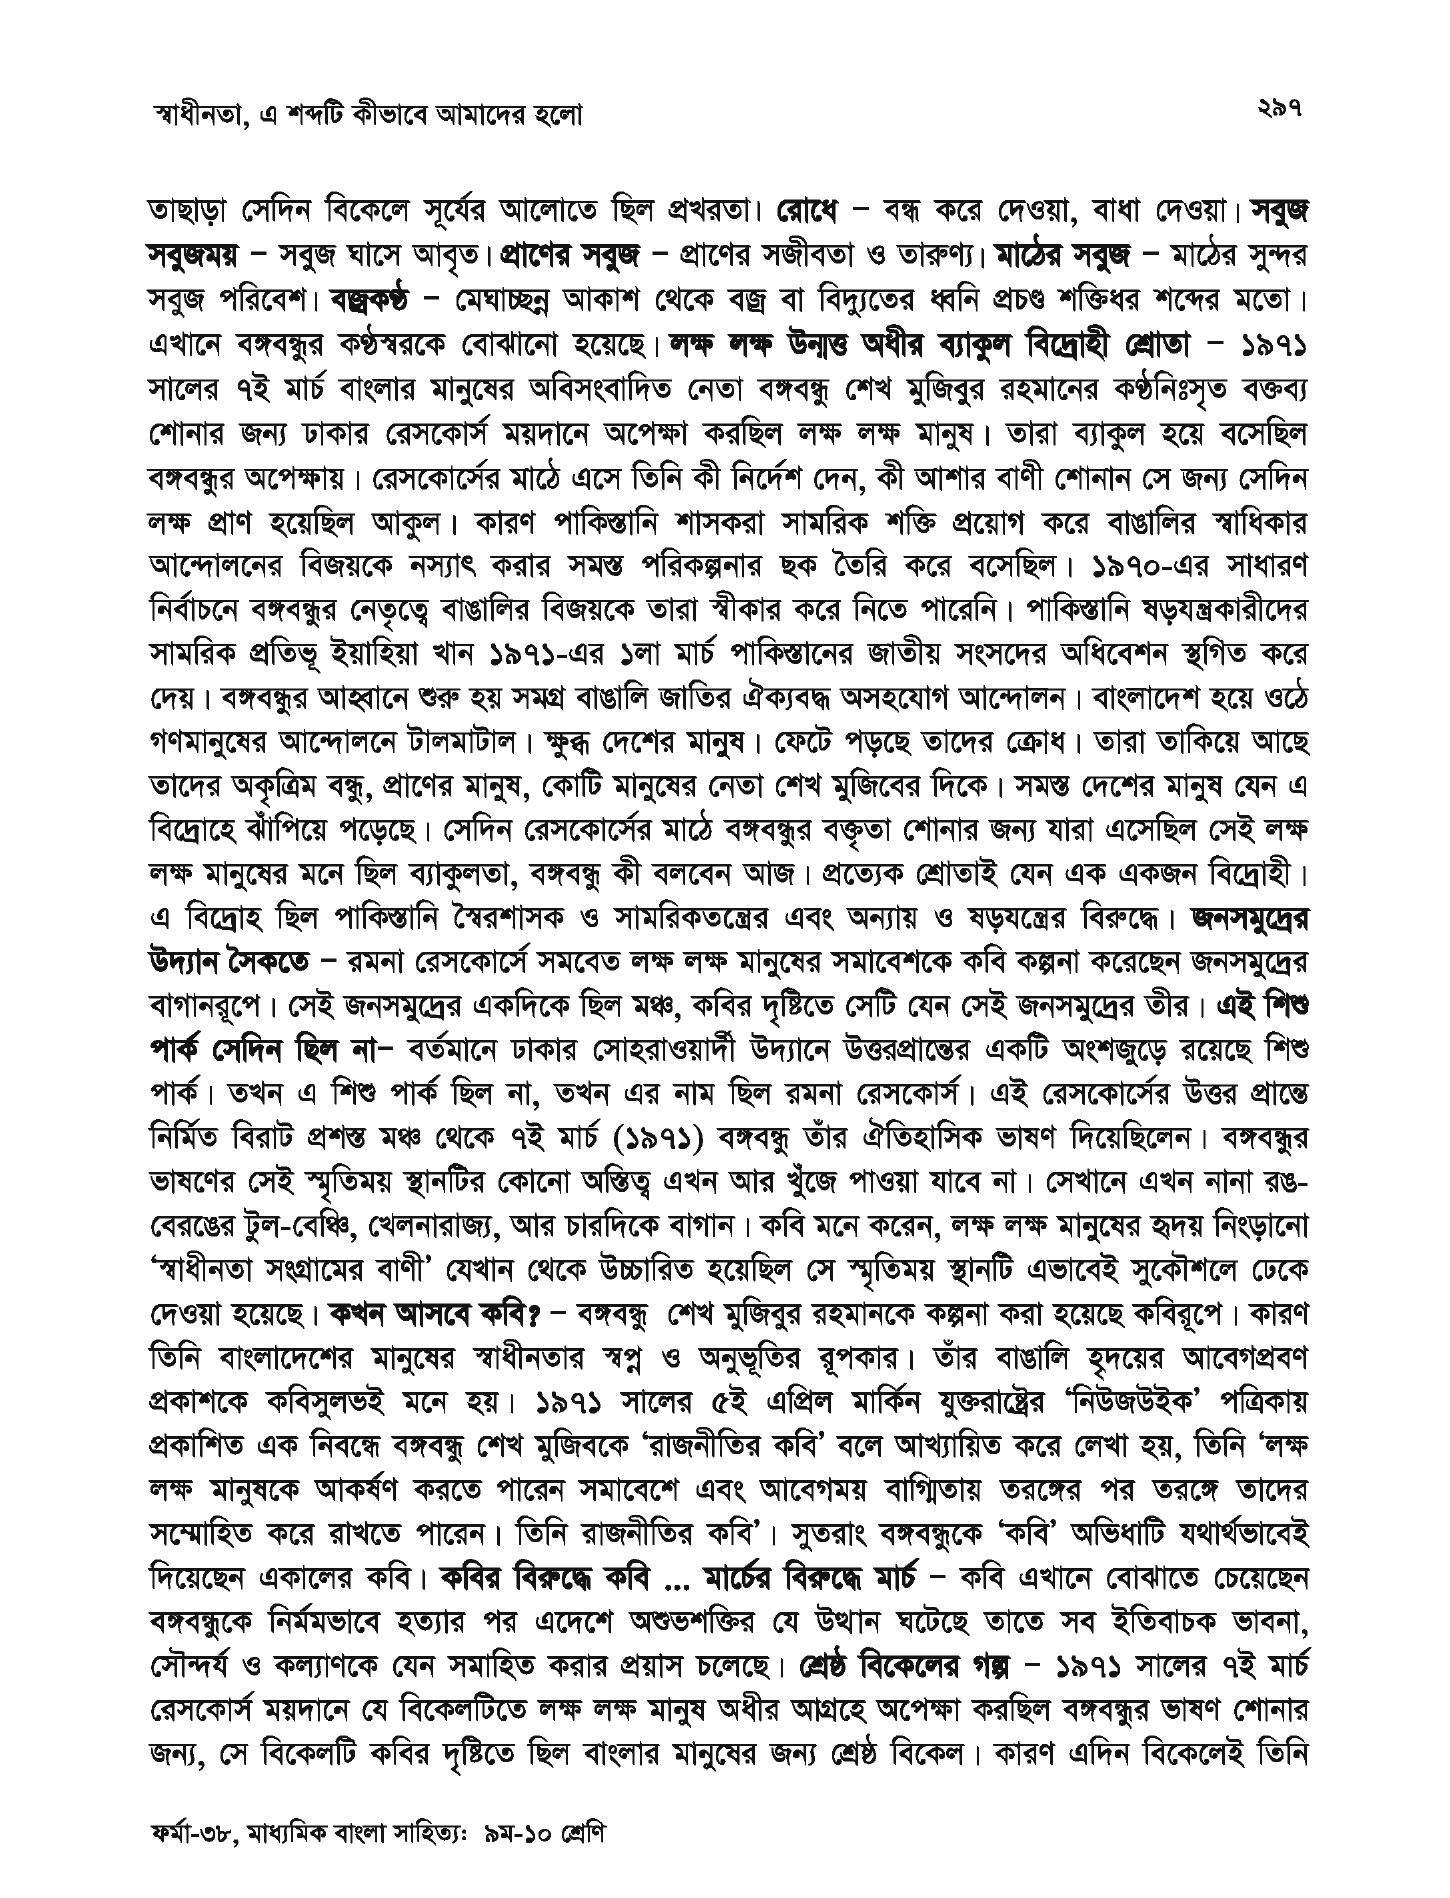 স্বাধীনতা, এ শব্দটি কীভাবে আমাদের হলো
২৯৭
তাছাড়া সেদিন বিকেলে সূর্যের আলোতে ছিল প্রখরতা। রোধে – বন্ধ করে দেওয়া, বাধা দেওয়া। সবুজ
সবুজময় – সবুজ ঘাসে আবৃত। প্রাণের সবুজ – প্রাণের সজীবতা ও তারুণ্য। মাঠের সবুজ – মাঠের সুন্দর
সবুজ পরিবেশ। বজ্রকণ্ঠ – মেঘাচ্ছন্ন আকাশ থেকে বজ্র বা বিদ্যুতের ধ্বনি প্রচণ্ড শক্তিধর শব্দের মতো।
এখানে বঙ্গবন্ধুর কণ্ঠস্বরকে বোঝানো হয়েছে। লক্ষ লক্ষ উন্মত্ত অধীর ব্যাকুল বিদ্রোহী শ্রোতা – ১৯৭১
সালের ৭ই মার্চ বাংলার মানুষের অবিসংবাদিত নেতা বঙ্গবন্ধু শেখ মুজিবুর রহমানের কণ্ঠনিঃসৃত বক্তব্য
শোনার জন্য ঢাকার রেসকোর্স ময়দানে অপেক্ষা করছিল লক্ষ লক্ষ মানুষ। তারা ব্যাকুল হয়ে বসেছিল
বঙ্গবন্ধুর অপেক্ষায়। রেসকোর্সের মাঠে এসে তিনি কী নির্দেশ দেন, কী আশার বাণী শোনান সে জন্য সেদিন
লক্ষ প্রাণ হয়েছিল আকুল। কারণ পাকিস্তানি শাসকরা সামরিক শক্তি প্রয়োগ করে বাঙালির স্বাধিকার
আন্দোলনের বিজয়কে নস্যাৎ করার সমস্ত পরিকল্পনার ছক তৈরি করে বসেছিল। ১৯৭০-এর সাধারণ
নির্বাচনে বঙ্গবন্ধুর নেতৃত্বে বাঙালির বিজয়কে তারা স্বীকার করে নিতে পারেনি। পাকিস্তানি ষড়যন্ত্রকারীদের
সামরিক প্রতিভূ ইয়াহিয়া খান ১৯৭১-এর ১লা মার্চ পাকিস্তানের জাতীয় সংসদের অধিবেশন স্থগিত করে
দেয়। বঙ্গবন্ধুর আহ্বানে শুরু হয় সমগ্র বাঙালি জাতির ঐক্যবদ্ধ অসহযোগ আন্দোলন। বাংলাদেশ হয়ে ওঠে
গণমানুষের আন্দোলনে টালমাটাল। ক্ষুব্ধ দেশের মানুষ। ফেটে পড়ছে তাদের ক্রোধ। তারা তাকিয়ে আছে
তাদের অকৃত্রিম বন্ধু, প্রাণের মানুষ, কোটি মানুষের নেতা শেখ মুজিবের দিকে। সমস্ত দেশের মানুষ যেন এ
বিদ্রোহে ঝাঁপিয়ে পড়েছে। সেদিন রেসকোর্সের মাঠে বঙ্গবন্ধুর বক্তৃতা শোনার জন্য যারা এসেছিল সেই লক্ষ
লক্ষ মানুষের মনে ছিল ব্যাকুলতা, বঙ্গবন্ধু কী বলবেন আজ। প্রত্যেক শ্রোতাই যেন এক একজন বিদ্রোহী।
এ বিদ্রোহ ছিল পাকিস্তানি স্বৈরশাসক ও সামরিকতন্ত্রের এবং অন্যায় ও ষড়যন্ত্রের বিরুদ্ধে। জনসমুদ্রের
উদ্যান সৈকতে – রমনা রেসকোর্সে সমবেত লক্ষ লক্ষ মানুষের সমাবেশকে কবি কল্পনা করেছেন জনসমুদ্রের
বাগানরূপে। সেই জনসমুদ্রের একদিকে ছিল মঞ্চ, কবির দৃষ্টিতে সেটি যেন সেই জনসমুদ্রের তীর। এই শিশু
পার্ক সেদিন ছিল না– বর্তমানে ঢাকার সোহরাওয়ার্দী উদ্যানে উত্তরপ্রান্তের একটি অংশজুড়ে রয়েছে শিশু
পার্ক। তখন এ শিশু পার্ক ছিল না, তখন এর নাম ছিল রমনা রেসকোর্স। এই রেসকোর্সের উত্তর প্রান্তে
নির্মিত বিরাট প্রশস্ত মঞ্চ থেকে ৭ই মার্চ (১৯৭১) বঙ্গবন্ধু তাঁর ঐতিহাসিক ভাষণ দিয়েছিলেন। বঙ্গবন্ধুর
ভাষণের সেই স্মৃতিময় স্থানটির কোনো অস্তিত্ব এখন আর খুঁজে পাওয়া যাবে না। সেখানে এখন নানা রঙ-
বেরঙের টুল-বেঞ্চি, খেলনারাজ্য, আর চারদিকে বাগান। কবি মনে করেন, লক্ষ লক্ষ মানুষের হৃদয় নিংড়ানো
‘স্বাধীনতা সংগ্রামের বাণী’ যেখান থেকে উচ্চারিত হয়েছিল সে স্মৃতিময় স্থানটি এভাবেই সুকৌশলে ঢেকে
দেওয়া হয়েছে। কখন আসবে কবি? – বঙ্গবন্ধু শেখ মুজিবুর রহমানকে কল্পনা করা হয়েছে কবিরূপে। কারণ
তিনি বাংলাদেশের মানুষের স্বাধীনতার স্বপ্ন ও অনুভূতির রূপকার। তাঁর বাঙালি হৃদয়ের আবেগপ্রবণ
প্রকাশকে কবিসুলভই মনে হয়। ১৯৭১ সালের ৫ই এপ্রিল মার্কিন যুক্তরাষ্ট্রের ‘নিউজউইক’ পত্রিকায়
প্রকাশিত এক নিবন্ধে বঙ্গবন্ধু শেখ মুজিবকে ‘রাজনীতির কবি’ বলে আখ্যায়িত করে লেখা হয়, তিনি ‘লক্ষ
লক্ষ মানুষকে আকর্ষণ করতে পারেন সমাবেশে এবং আবেগময় বাগ্মিতায় তরঙ্গের পর তরঙ্গে তাদের
সম্মোহিত করে রাখতে পারেন। তিনি রাজনীতির কবি’। সুতরাং বঙ্গবন্ধুকে ‘কবি’ অভিধাটি যথার্থভাবেই
দিয়েছেন একালের কবি। কবির বিরুদ্ধে কবি ... মার্চের বিরুদ্ধে মার্চ – কবি এখানে বোঝাতে চেয়েছেন
বঙ্গবন্ধুকে নির্মমভাবে হত্যার পর এদেশে অশুভশক্তির যে উত্থান ঘটেছে তাতে সব ইতিবাচক ভাবনা,
সৌন্দর্য ও কল্যাণকে যেন সমাহিত করার প্রয়াস চলেছে। শ্রেষ্ঠ বিকেলের গল্প – ১৯৭১ সালের ৭ই মার্চ
রেসকোর্স ময়দানে যে বিকেলটিতে লক্ষ লক্ষ মানুষ অধীর আগ্রহে অপেক্ষা করছিল বঙ্গবন্ধুর ভাষণ শোনার
জন্য, সে বিকেলটি কবির দৃষ্টিতে ছিল বাংলার মানুষের জন্য শ্রেষ্ঠ বিকেল। কারণ এদিন বিকেলেই তিনি
ফর্মা-৩৮, মাধ্যমিক বাংলা সাহিত্যঃ ৯ম-১০ শ্রেণি